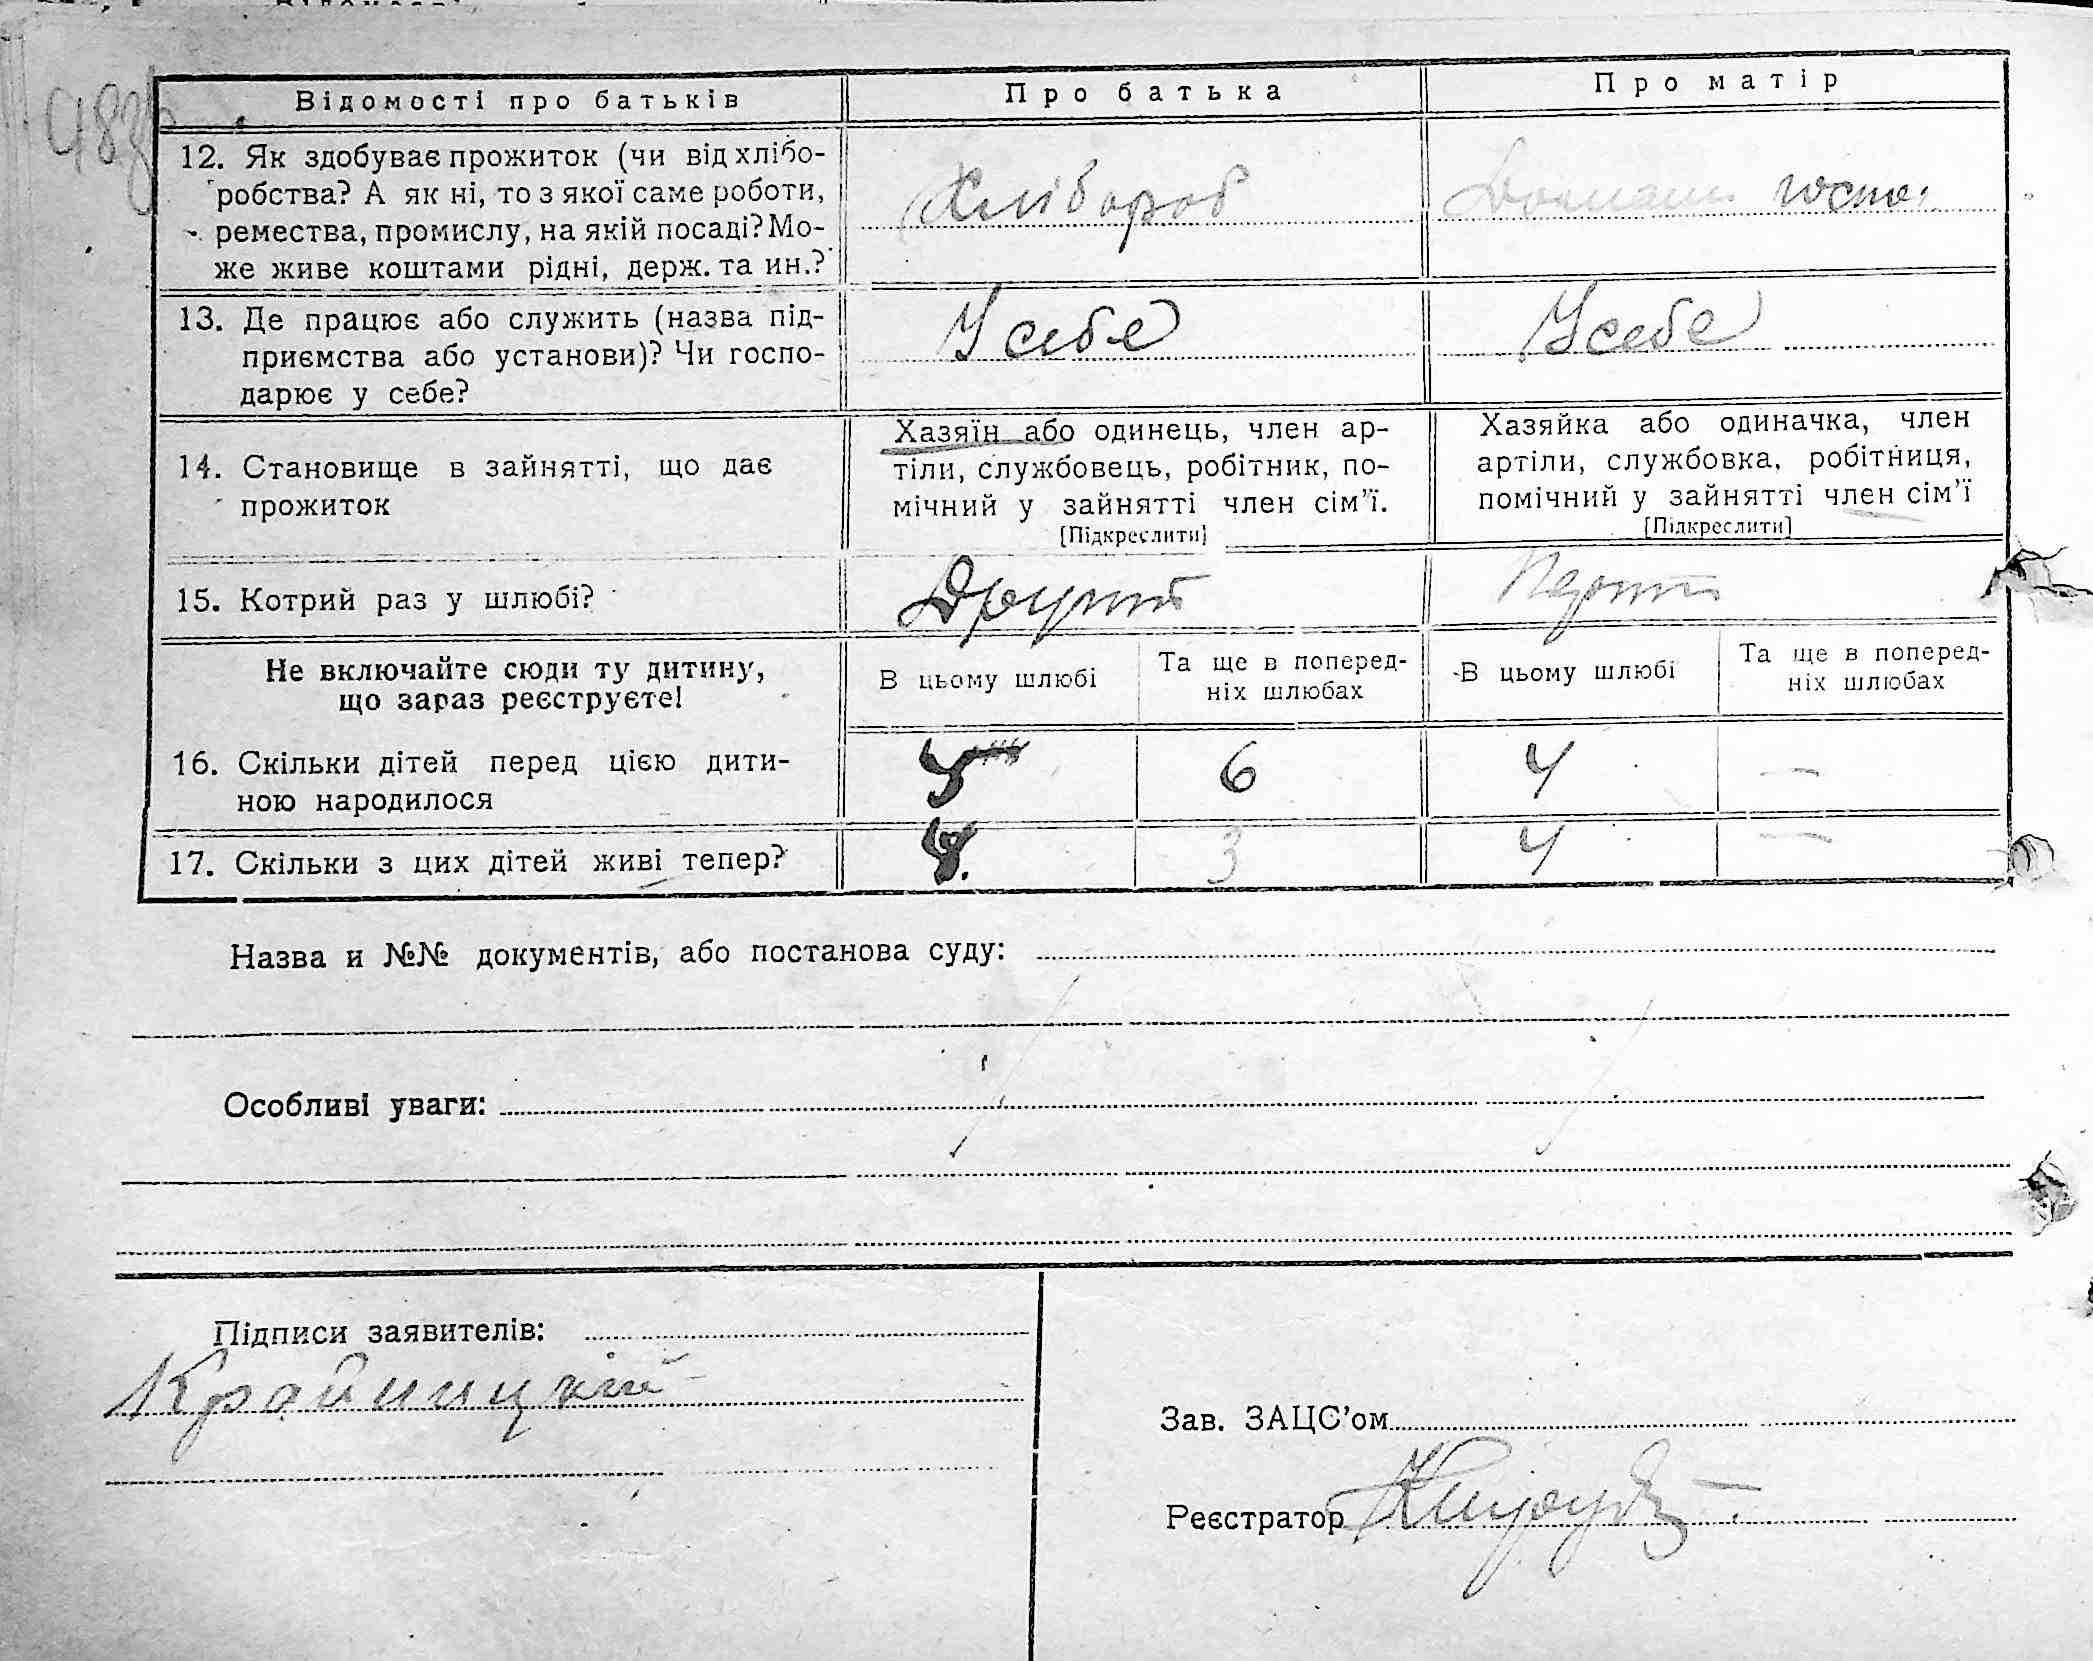 Відомості про батьків
Про батька
Про матір
12. Як здобуває прожиток (чи від хлібо-
робства? А як ні, то з якої саме роботи,
ремества, промислу, на якій посаді? Мо-
же живе коштами рідні, держ. та ин.?
Хлібороб
Домашн. госпо.
13. Де працює або служить (назва під-
приємства або установи)? Чи госпо-
дарює у себе?
У себе
У себе
14. Становище в зайнятті, що дає
прожиток
Хазяїн або одинець, член ар-
тіли, службовець, робітник, по-
мічний у зайнятті член сім'ї.
[Підкреслити]
Хазяйка або одиначка, член
артіли, службовка, робітниця,
помічний у зайнятті член сім'ї
[Підкреслити]
15. Котрий раз у шлюбі?
Другий
Не включайте сюди ту дитину,
що зараз реєструєте!
В цьому шлюбі
Та ще в поперед-
ніх шлюбах
В цьому шлюбі
Та ще в поперед-
ніх шлюбах
16. Скільки дітей перед цією дити-
ною народилося
6
4
—
17. Скільки з цих дітей живі тепер?
4.
3
4
—
Назва и №№ документів, або постанова суду:
Особливі уваги:
Підписи заявителів:
Крайницкій
Зав. ЗАЦС'ом
Реєстратор